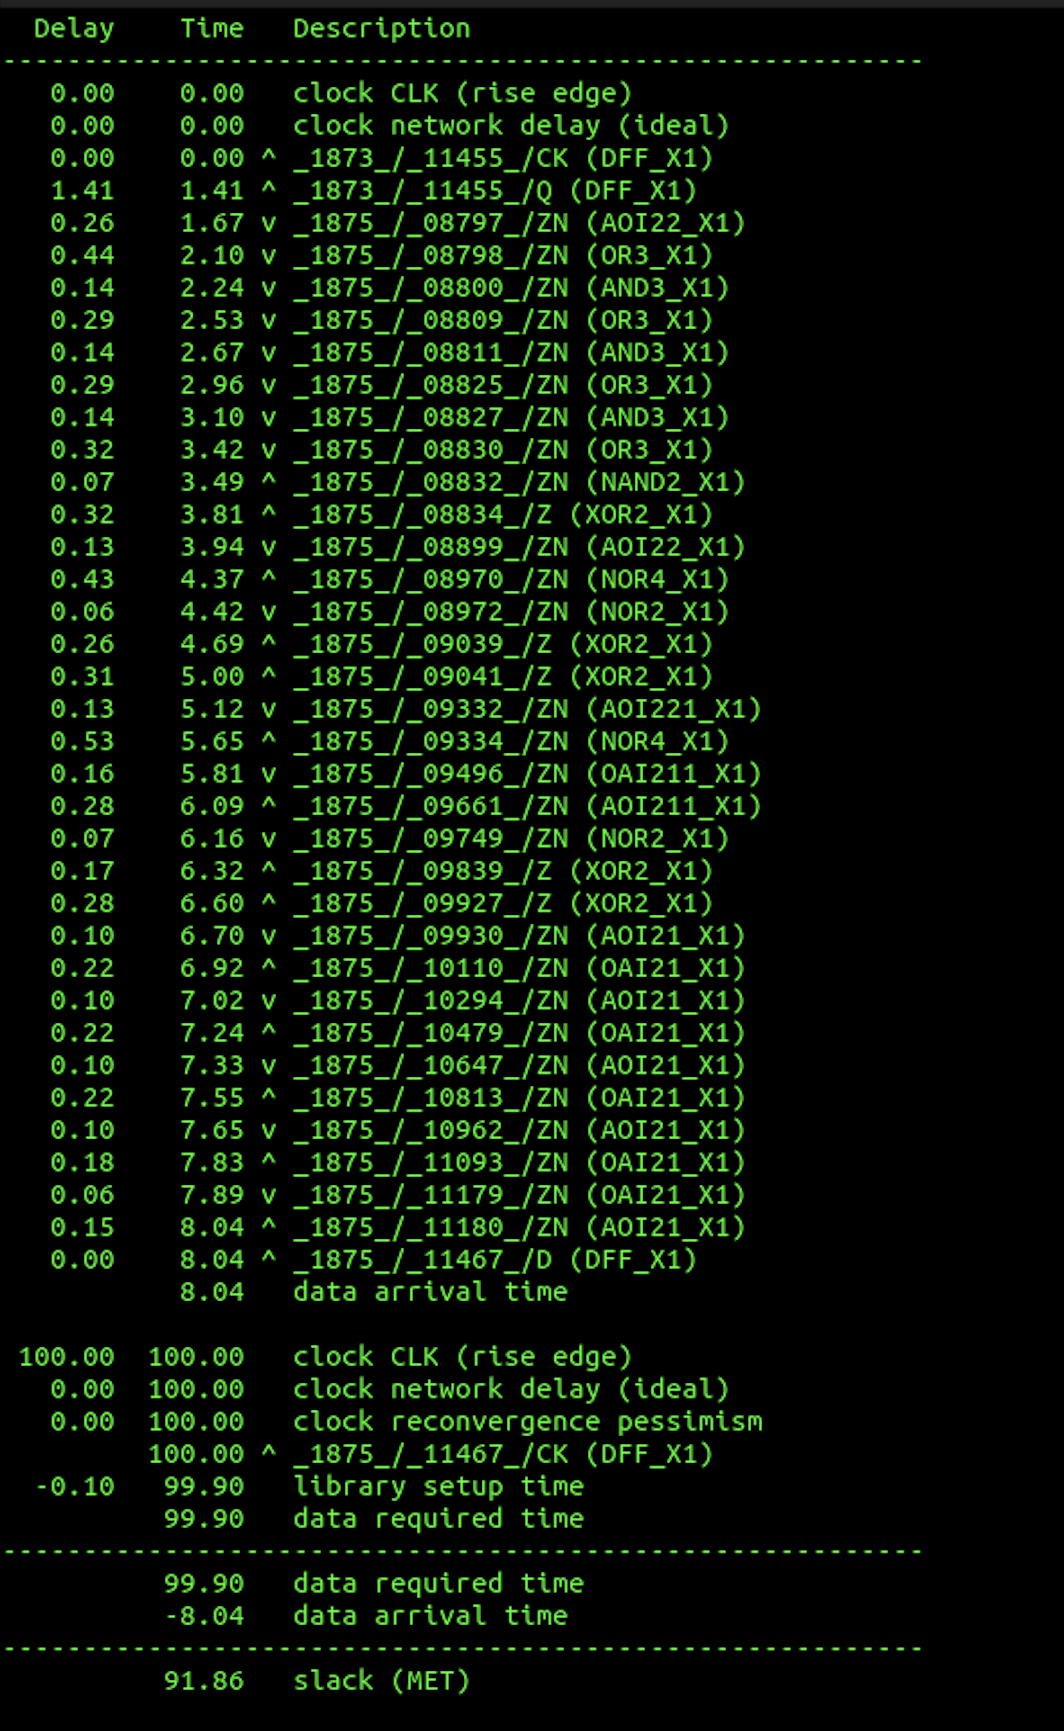 Delay    Time   Description
---------------------------------------------------------
0.00    0.00   clock CLK (rise edge)
0.00    0.00   clock network delay (ideal)
0.00    0.00 ^ _1873_/_11455_/CK (DFF_X1)
1.41    1.41 ^ _1873_/_11455_/Q (DFF_X1)
0.26    1.67 v _1875_/_08797_/ZN (AOI22_X1)
0.44    2.10 v _1875_/_08798_/ZN (OR3_X1)
0.14    2.24 v _1875_/_08800_/ZN (AND3_X1)
0.29    2.53 v _1875_/_08809_/ZN (OR3_X1)
0.14    2.67 v _1875_/_08811_/ZN (AND3_X1)
0.29    2.96 v _1875_/_08825_/ZN (OR3_X1)
0.14    3.10 v _1875_/_08827_/ZN (AND3_X1)
0.32    3.42 v _1875_/_08830_/ZN (OR3_X1)
0.07    3.49 ^ _1875_/_08832_/ZN (NAND2_X1)
0.32    3.81 ^ _1875_/_08834_/Z (XOR2_X1)
0.13    3.94 v _1875_/_08899_/ZN (AOI22_X1)
0.43    4.37 ^ _1875_/_08970_/ZN (NOR4_X1)
0.06    4.42 v _1875_/_08972_/ZN (NOR2_X1)
0.26    4.69 ^ _1875_/_09039_/Z (XOR2_X1)
0.31    5.00 ^ _1875_/_09041_/Z (XOR2_X1)
0.13    5.12 v _1875_/_09332_/ZN (AOI221_X1)
0.53    5.65 ^ _1875_/_09334_/ZN (NOR4_X1)
0.16    5.81 v _1875_/_09496_/ZN (OAI211_X1)
0.28    6.09 ^ _1875_/_09661_/ZN (AOI211_X1)
0.07    6.16 v _1875_/_09749_/ZN (NOR2_X1)
0.17    6.32 ^ _1875_/_09839_/Z (XOR2_X1)
0.28    6.60 ^ _1875_/_09927_/Z (XOR2_X1)
0.10    6.70 v _1875_/_09930_/ZN (AOI21_X1)
0.22    6.92 ^ _1875_/_10110_/ZN (OAI21_X1)
0.10    7.02 v _1875_/_10294_/ZN (AOI21_X1)
0.22    7.24 ^ _1875_/_10479_/ZN (OAI21_X1)
0.10    7.33 v _1875_/_10647_/ZN (AOI21_X1)
0.22    7.55 ^ _1875_/_10813_/ZN (OAI21_X1)
0.10    7.65 v _1875_/_10962_/ZN (AOI21_X1)
0.18    7.83 ^ _1875_/_11093_/ZN (OAI21_X1)
0.06    7.89 v _1875_/_11179_/ZN (OAI21_X1)
0.15    8.04 ^ _1875_/_11180_/ZN (AOI21_X1)
0.00    8.04 ^ _1875_/_11467_/D (DFF_X1)
8.04   data arrival time
100.00  100.00   clock CLK (rise edge)
0.00  100.00   clock network delay (ideal)
0.00  100.00   clock reconvergence pessimism
100.00 ^ _1875_/_11467_/CK (DFF_X1)
-0.10   99.90   library setup time
99.90   data required time
---------------------------------------------------------
99.90   data required time
-8.04   data arrival time
---------------------------------------------------------
91.86   slack (MET)